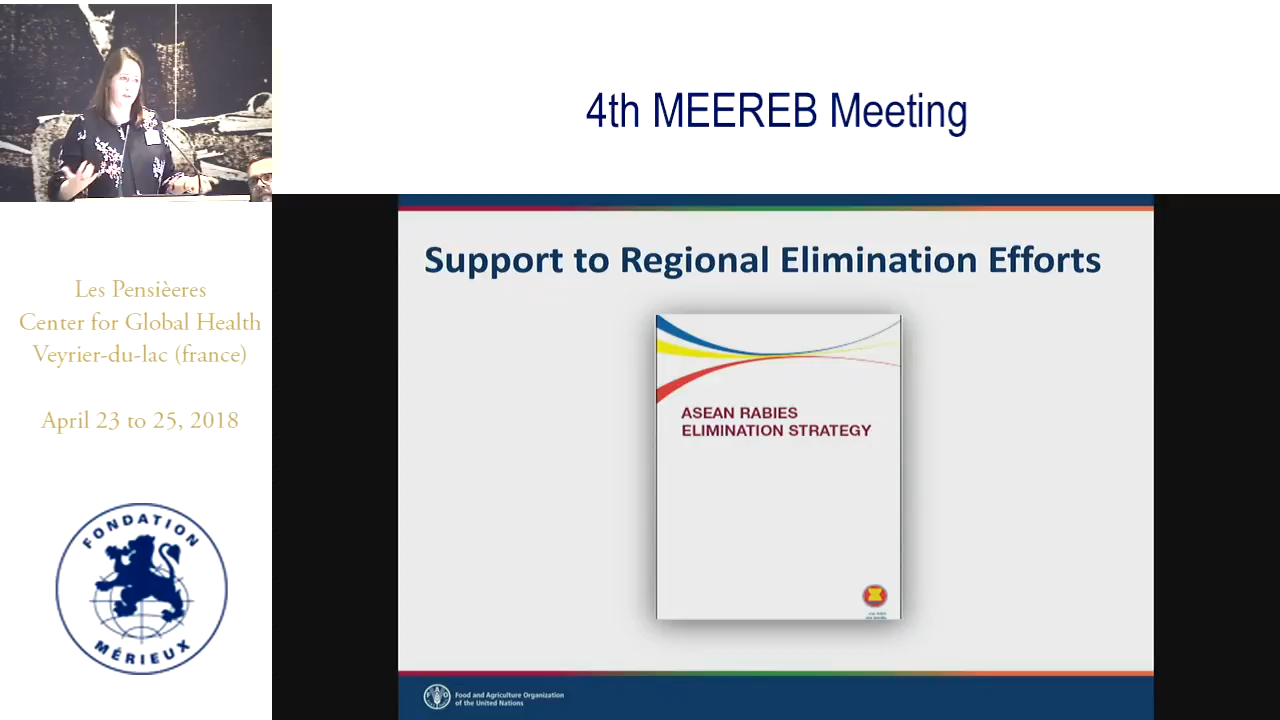 4th MEEREB Meeting
Les Pensièeres
Center for Global Health
Veyrier-du-lac (france)
April 23 to 25, 2018
FONDATION
MÉRIEUX
Support to Regional Elimination Efforts
ASEAN RABIES
ELIMINATION STRATEGY
Food and Agriculture Organization
of the United Nations